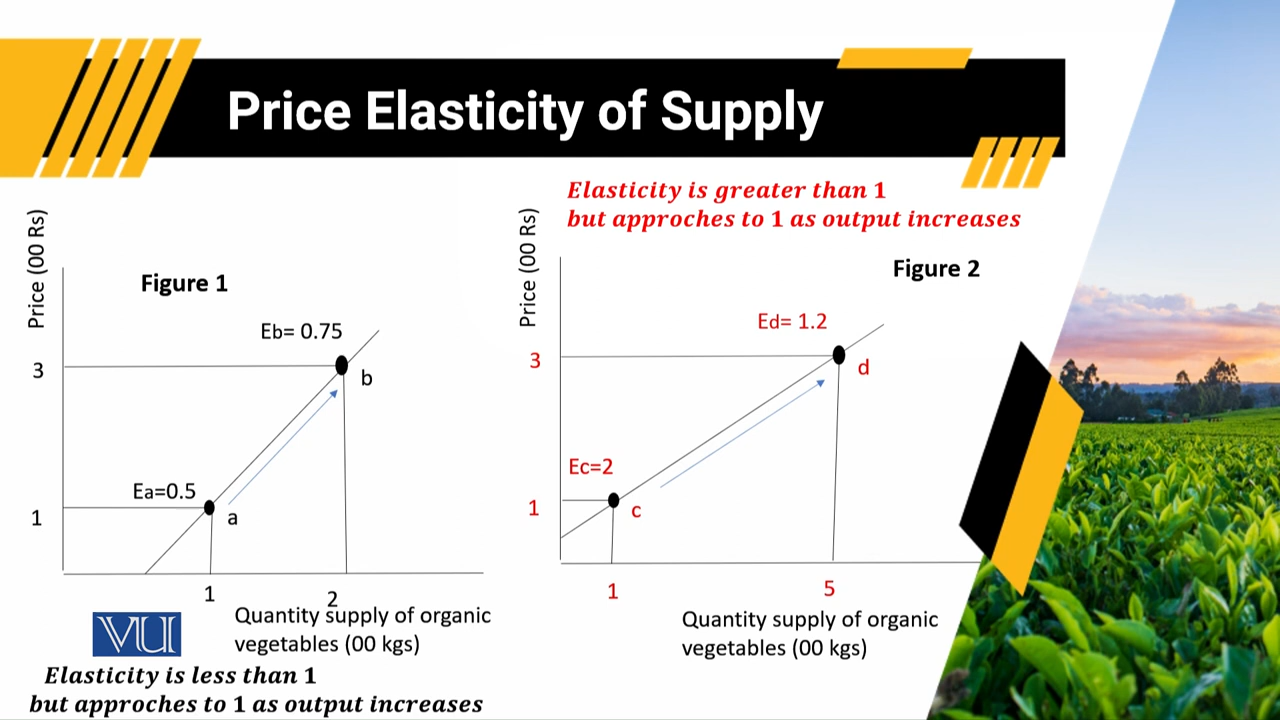 Price Elasticity of Supply
Elasticity is greater than 1
but approches to 1 as output increases
Price (00 Rs)
Figure 1
Eb= 0.75
3
b
Ea=0.5
1
a
1
2
Quantity supply of organic
vegetables (00 kgs)
VU
Elasticity is less than 1
but approches to 1 as output increases
Price (00 Rs)
Figure 2
Ed= 1.2
3
d
Ec=2
1
c
1
5
Quantity supply of organic
vegetables (00 kgs)